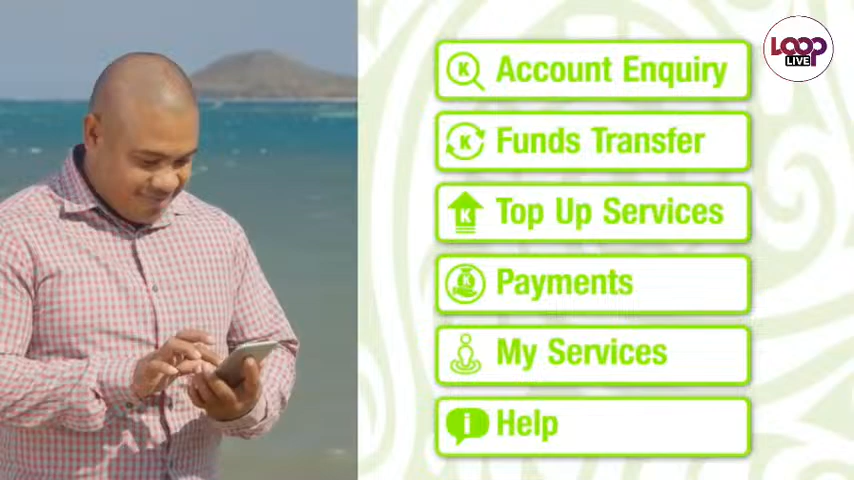 LOOP
LIVE
K Account Enquiry
K Funds Transfer
K Top Up Services
K Payments
My Services
i Help